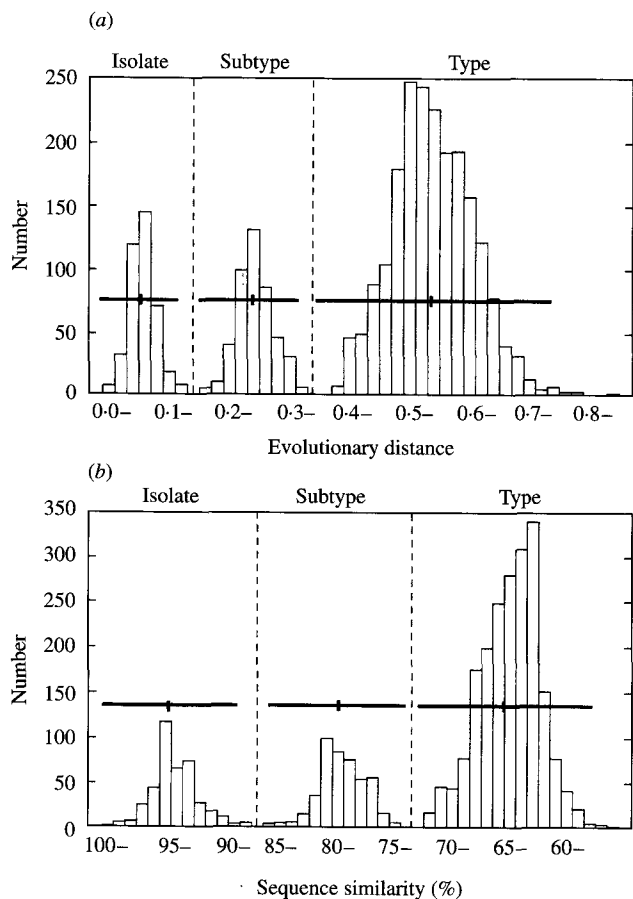 (a)
Isolate Subtype Type
250
200
150
100
50
0
Number
0·0– 0·1– 0·2– 0·3– 0·4– 0·5– 0·6– 0·7– 0·8–
Evolutionary distance
(b)
Isolate Subtype Type
350
300
250
200
150
100
50
0
Number
100– 95– 90– 85– 80– 75– 70– 65– 60–
Sequence similarity (%)